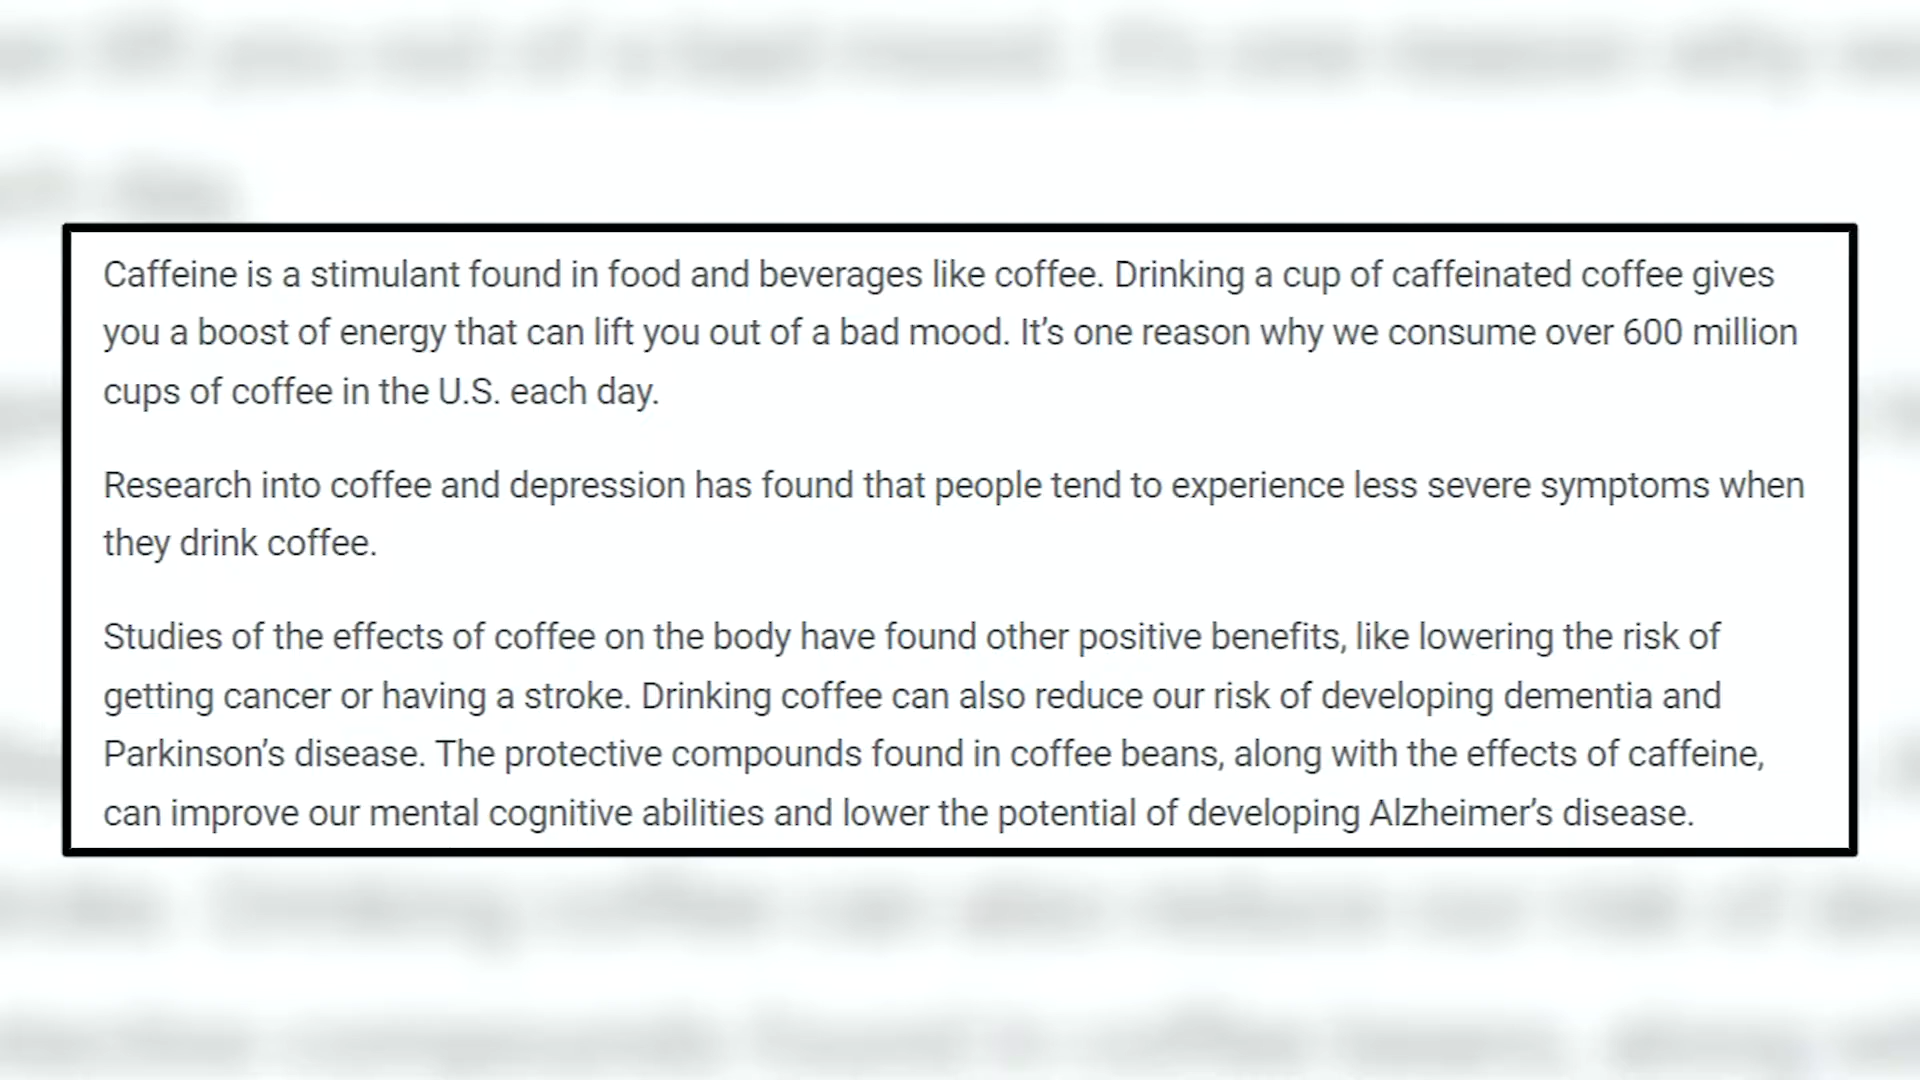 Caffeine is a stimulant found in food and beverages like coffee. Drinking a cup of caffeinated coffee gives
you a boost of energy that can lift you out of a bad mood. It’s one reason why we consume over 600 million
cups of coffee in the U.S. each day.
Research into coffee and depression has found that people tend to experience less severe symptoms when
they drink coffee.
Studies of the effects of coffee on the body have found other positive benefits, like lowering the risk of
getting cancer or having a stroke. Drinking coffee can also reduce our risk of developing dementia and
Parkinson’s disease. The protective compounds found in coffee beans, along with the effects of caffeine,
can improve our mental cognitive abilities and lower the potential of developing Alzheimer’s disease.